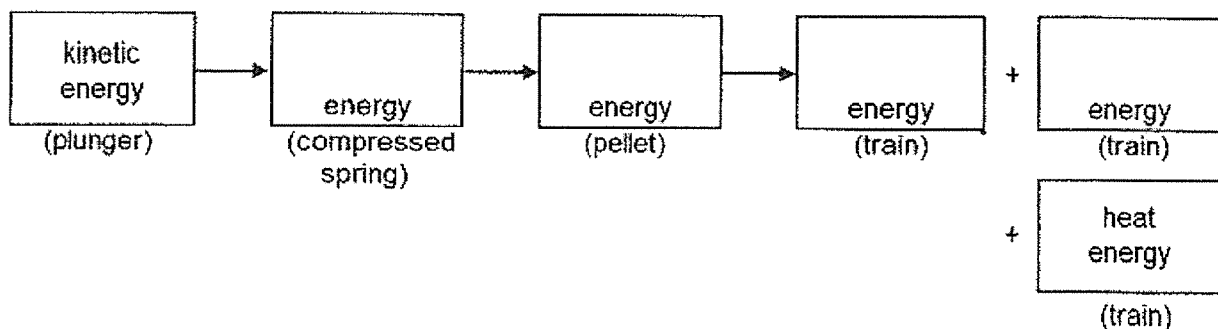 kinetic
energy
(plunger)
energy
(compressed
spring)
energy
(pellet)
energy
(train)
+
energy
(train)
+
heat
energy
(train)